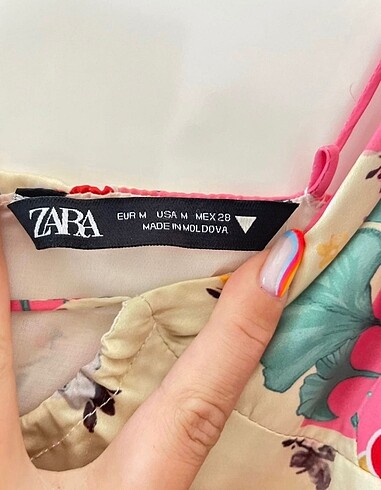 ZARA
EUR M USA M MEX 28
MADE IN MOLDOVA